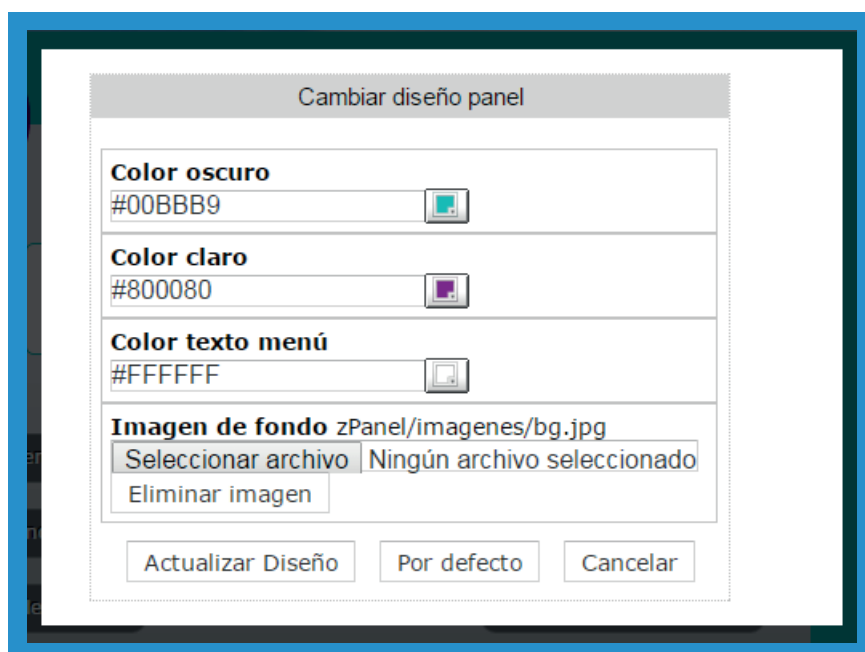 Cambiar diseño panel
Color oscuro
#00BBB9
Color claro
#800080
Color texto menú
#FFFFFF
Imagen de fondo zPanel/imagenes/bg.jpg
Seleccionar archivo Ningún archivo seleccionado
Eliminar imagen
Actualizar Diseño Por defecto Cancelar